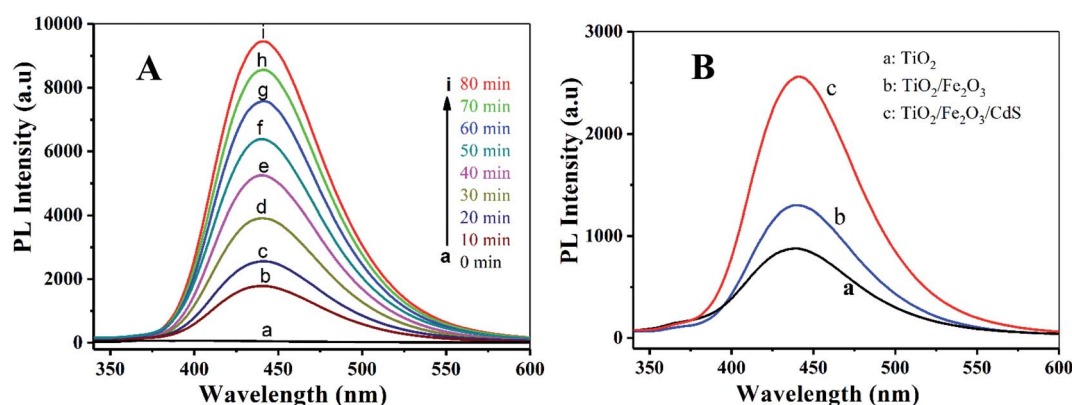 A
PL Intensity (a.u)
10000
8000
6000
4000
2000
0
350 400 450 500 550 600
Wavelength (nm)
i
h
g
f
e
d
c
b
a
i 80 min
70 min
60 min
50 min
40 min
30 min
20 min
10 min
a 0 min
B
PL Intensity (a.u)
3000
2000
1000
0
350 400 450 500 550 600
Wavelength (nm)
a: TiO₂
b: TiO₂/Fe₂O₃
c: TiO₂/Fe₂O₃/CdS
c
b
a